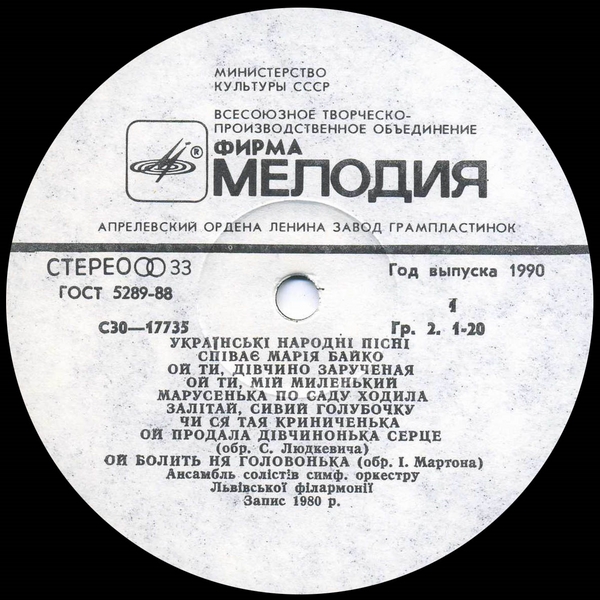 МИНИСТЕРСТВО
КУЛЬТУРЫ СССР
ВСЕСОЮЗНОЕ ТВОРЧЕСКО-
ПРОИЗВОДСТВЕННОЕ ОБЪЕДИНЕНИЕ
®
ФИРМА
МЕЛОДИЯ
АПРЕЛЕВСКИЙ ОРДЕНА ЛЕНИНА ЗАВОД ГРАМПЛАСТИНОК
СТЕРЕО 33
Год выпуска 1990
ГОСТ 5289-88
1
С30—17735
Гр. 2. 1-20
УКРАЇНСЬКІ НАРОДНІ ПІСНІ
СПІВАЄ МАРІЯ БАЙКО
ОЙ ТИ, ДІВЧИНО ЗАРУЧЕНАЯ
ОЙ ТИ, МІЙ МИЛЕНЬКИЙ
МАРУСЕНЬКА ПО САДУ ХОДИЛА
ЗАЛІТАЙ, СИВИЙ ГОЛУБОЧКУ
ЧИ СЯ ТАЯ КРИНИЧЕНЬКА
ОЙ ПРОДАЛА ДІВЧИНОНЬКА СЕРЦЕ
(обр. С. Людкевича)
ОЙ БОЛИТЬ НЯ ГОЛОВОНЬКА (обр. І. Мартона)
Ансамбль солістів симф. оркестру
Львівської філармонії
Запис 1980 р.